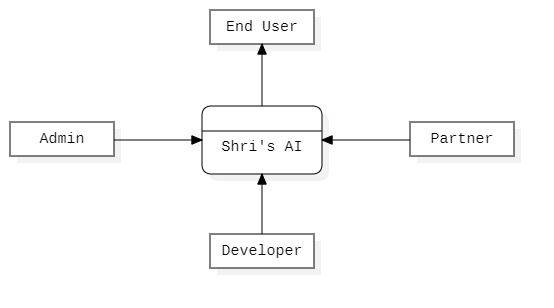 End User
Admin
Shri's AI
Partner
Developer